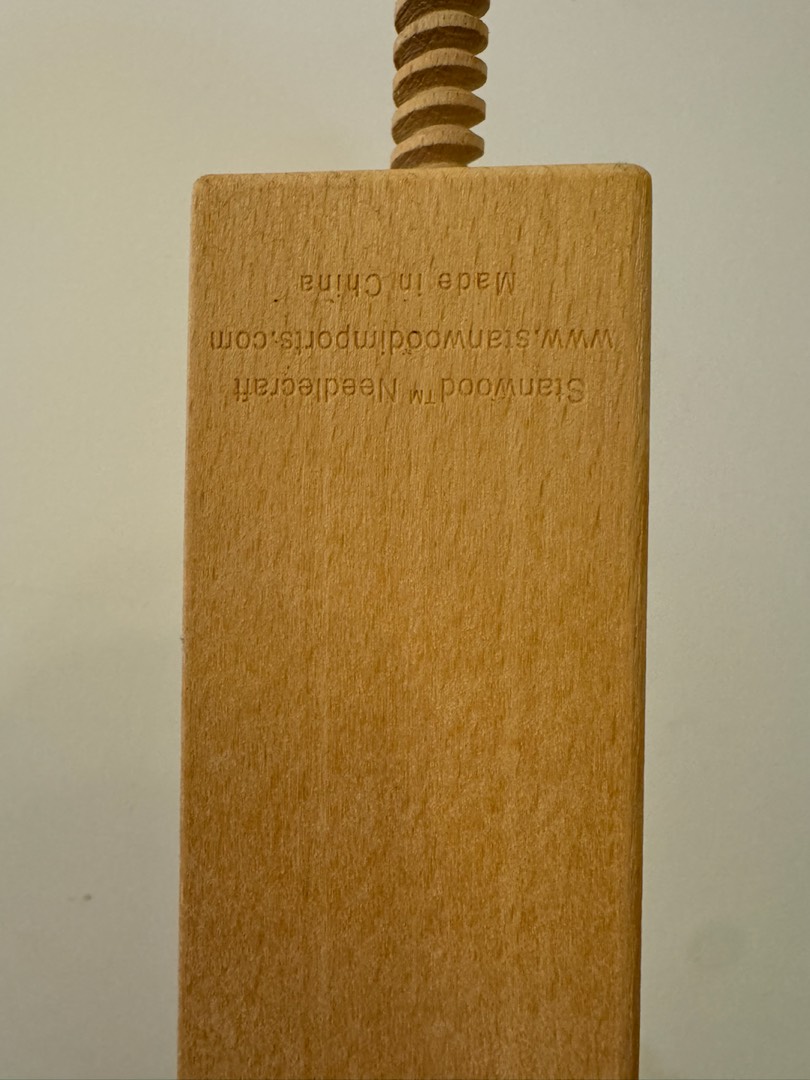 Stanwood™ Needlecraft
www.stanwoodimports.com
Made in China